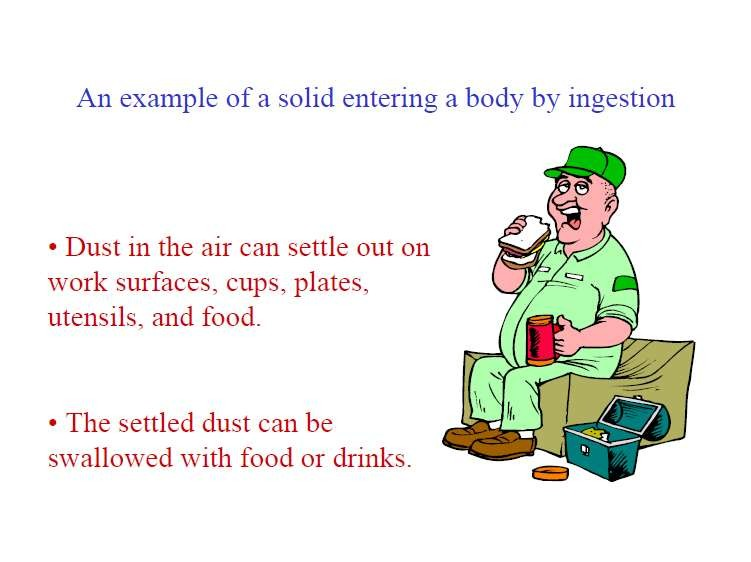 An example of a solid entering a body by ingestion
• Dust in the air can settle out on
work surfaces, cups, plates,
utensils, and food.
• The settled dust can be
swallowed with food or drinks.